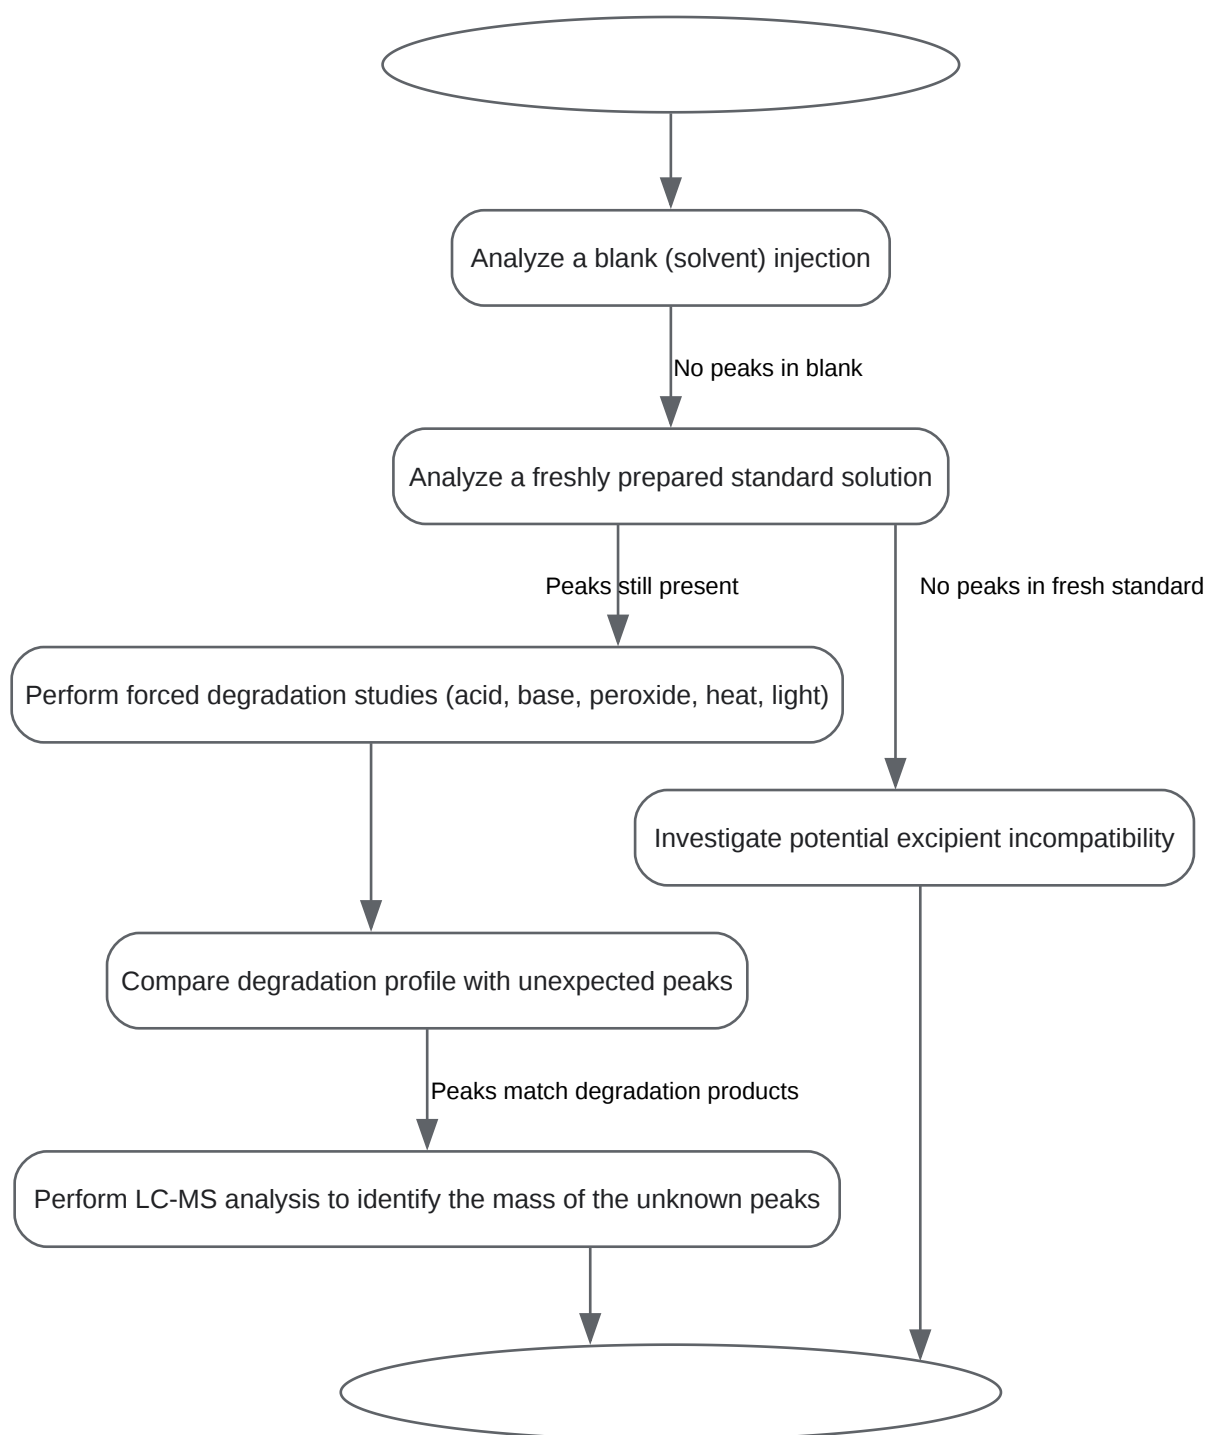 Analyze a blank (solvent) injection
No peaks in blank
Analyze a freshly prepared standard solution
Peaks still present
No peaks in fresh standard
Perform forced degradation studies (acid, base, peroxide, heat, light)
Investigate potential excipient incompatibility
Compare degradation profile with unexpected peaks
Peaks match degradation products
Perform LC-MS analysis to identify the mass of the unknown peaks